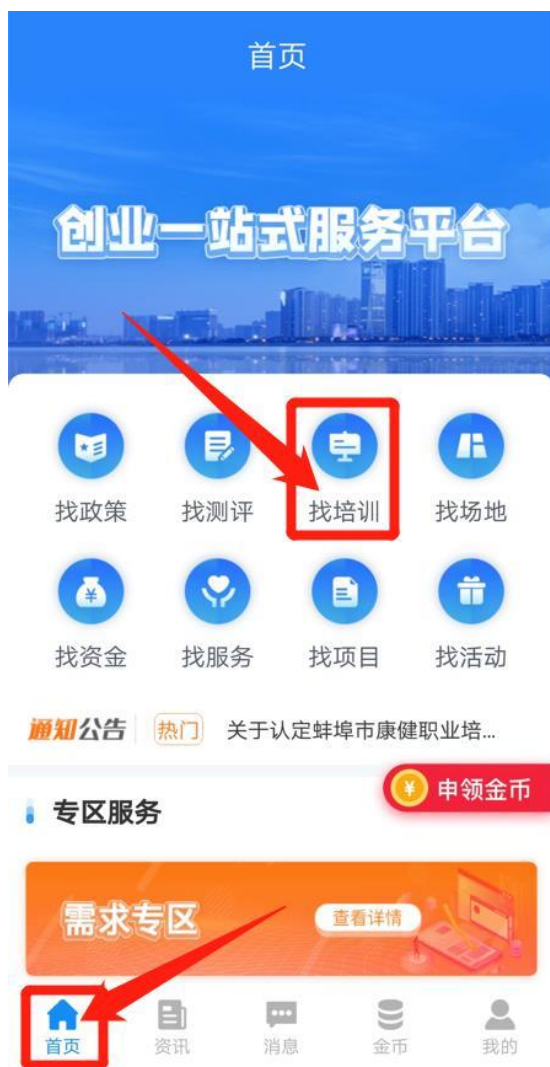 首页
创业一站式服务平台
找政策 找测评 找培训 找场地
找资金 找服务 找项目 找活动
通知公告 热门 关于认定蚌埠市康健职业培...
申领金币
专区服务
需求专区 查看详情
首页 资讯 消息 金币 我的